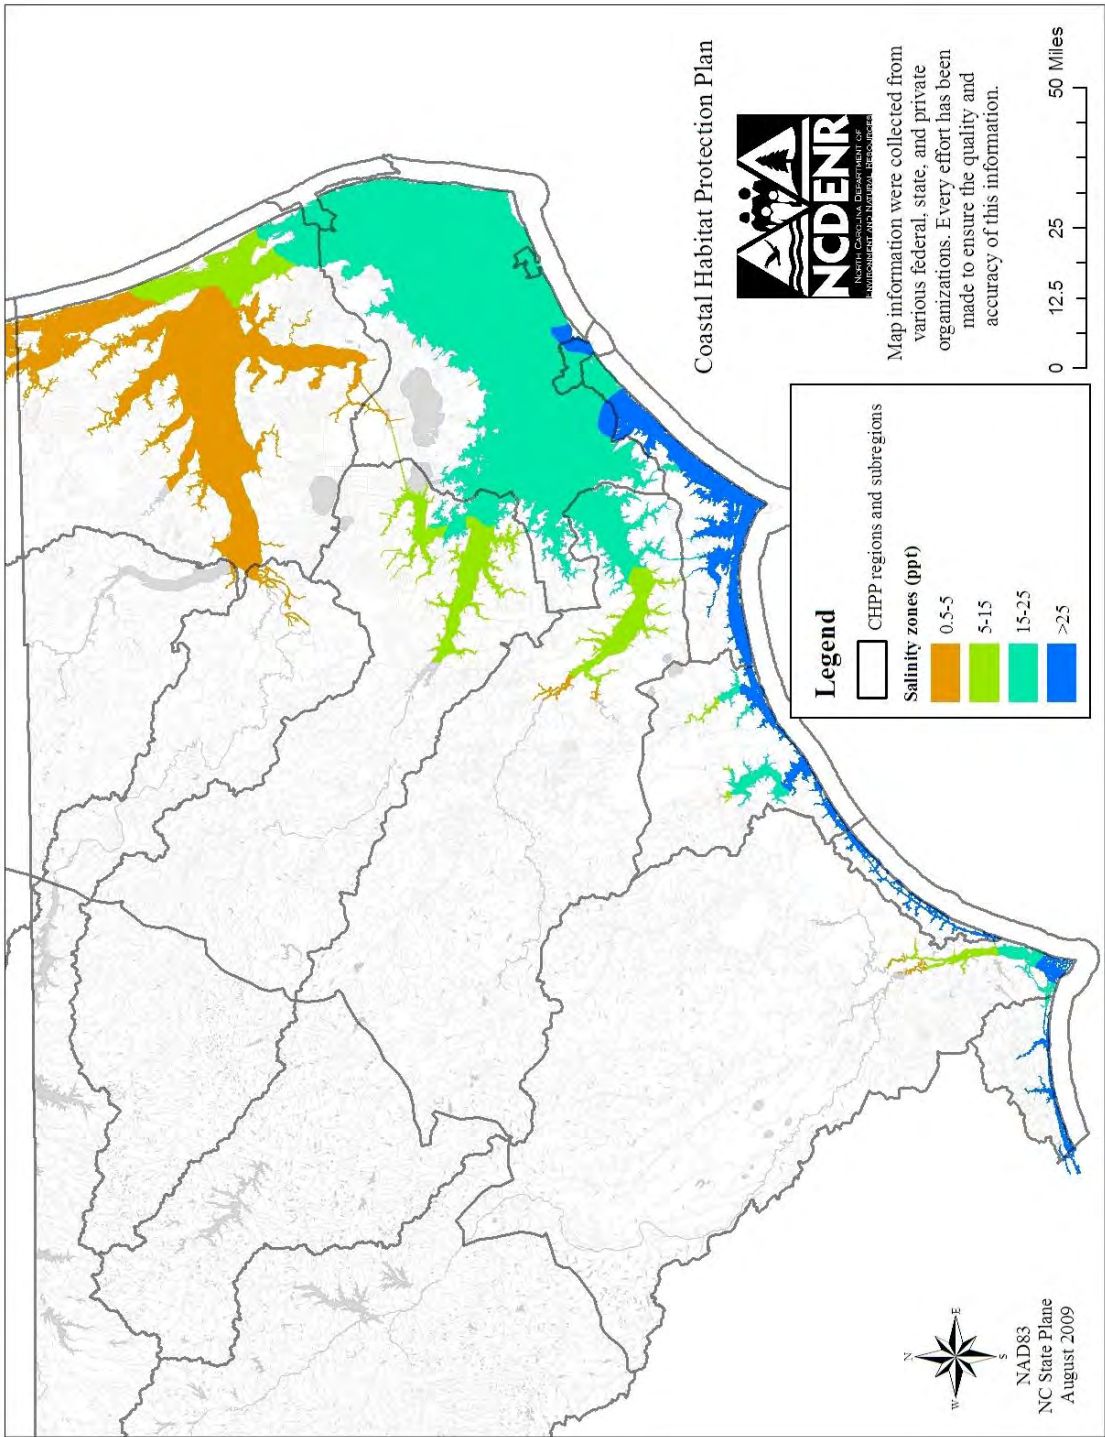 Coastal Habitat Protection Plan
NCDENR
NORTH CAROLINA DEPARTMENT OF
ENVIRONMENT AND NATURAL RESOURCES
Map information were collected from
various federal, state, and private
organizations. Every effort has been
made to ensure the quality and
accuracy of this information.
0 12.5 25 50 Miles
Legend
CHPP regions and subregions
Salinity zones (ppt)
0.5-5
5-15
15-25
>25
N
W E
S
NAD83
NC State Plane
August 2009